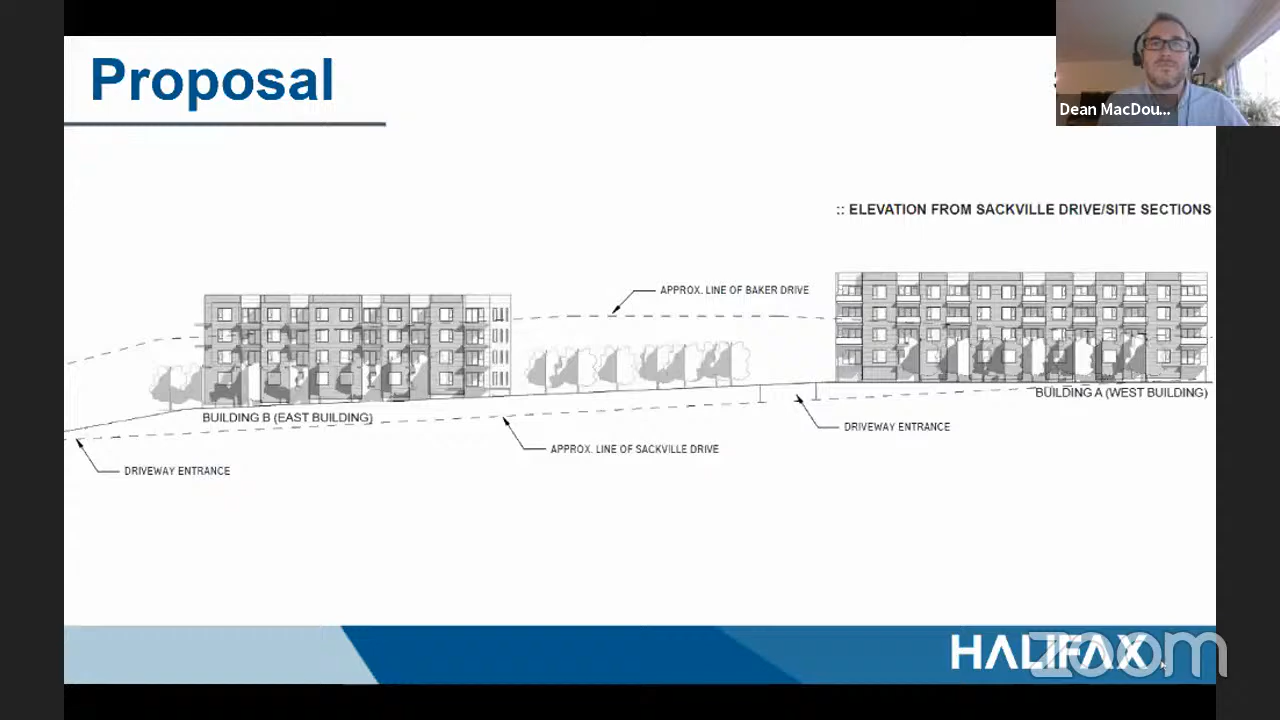 Proposal
Dean MacDou...
:: ELEVATION FROM SACKVILLE DRIVE/SITE SECTIONS
APPROX. LINE OF BAKER DRIVE
BUILDING A (WEST BUILDING)
BUILDING B (EAST BUILDING)
DRIVEWAY ENTRANCE
APPROX. LINE OF SACKVILLE DRIVE
DRIVEWAY ENTRANCE
HALIFAX
zoom